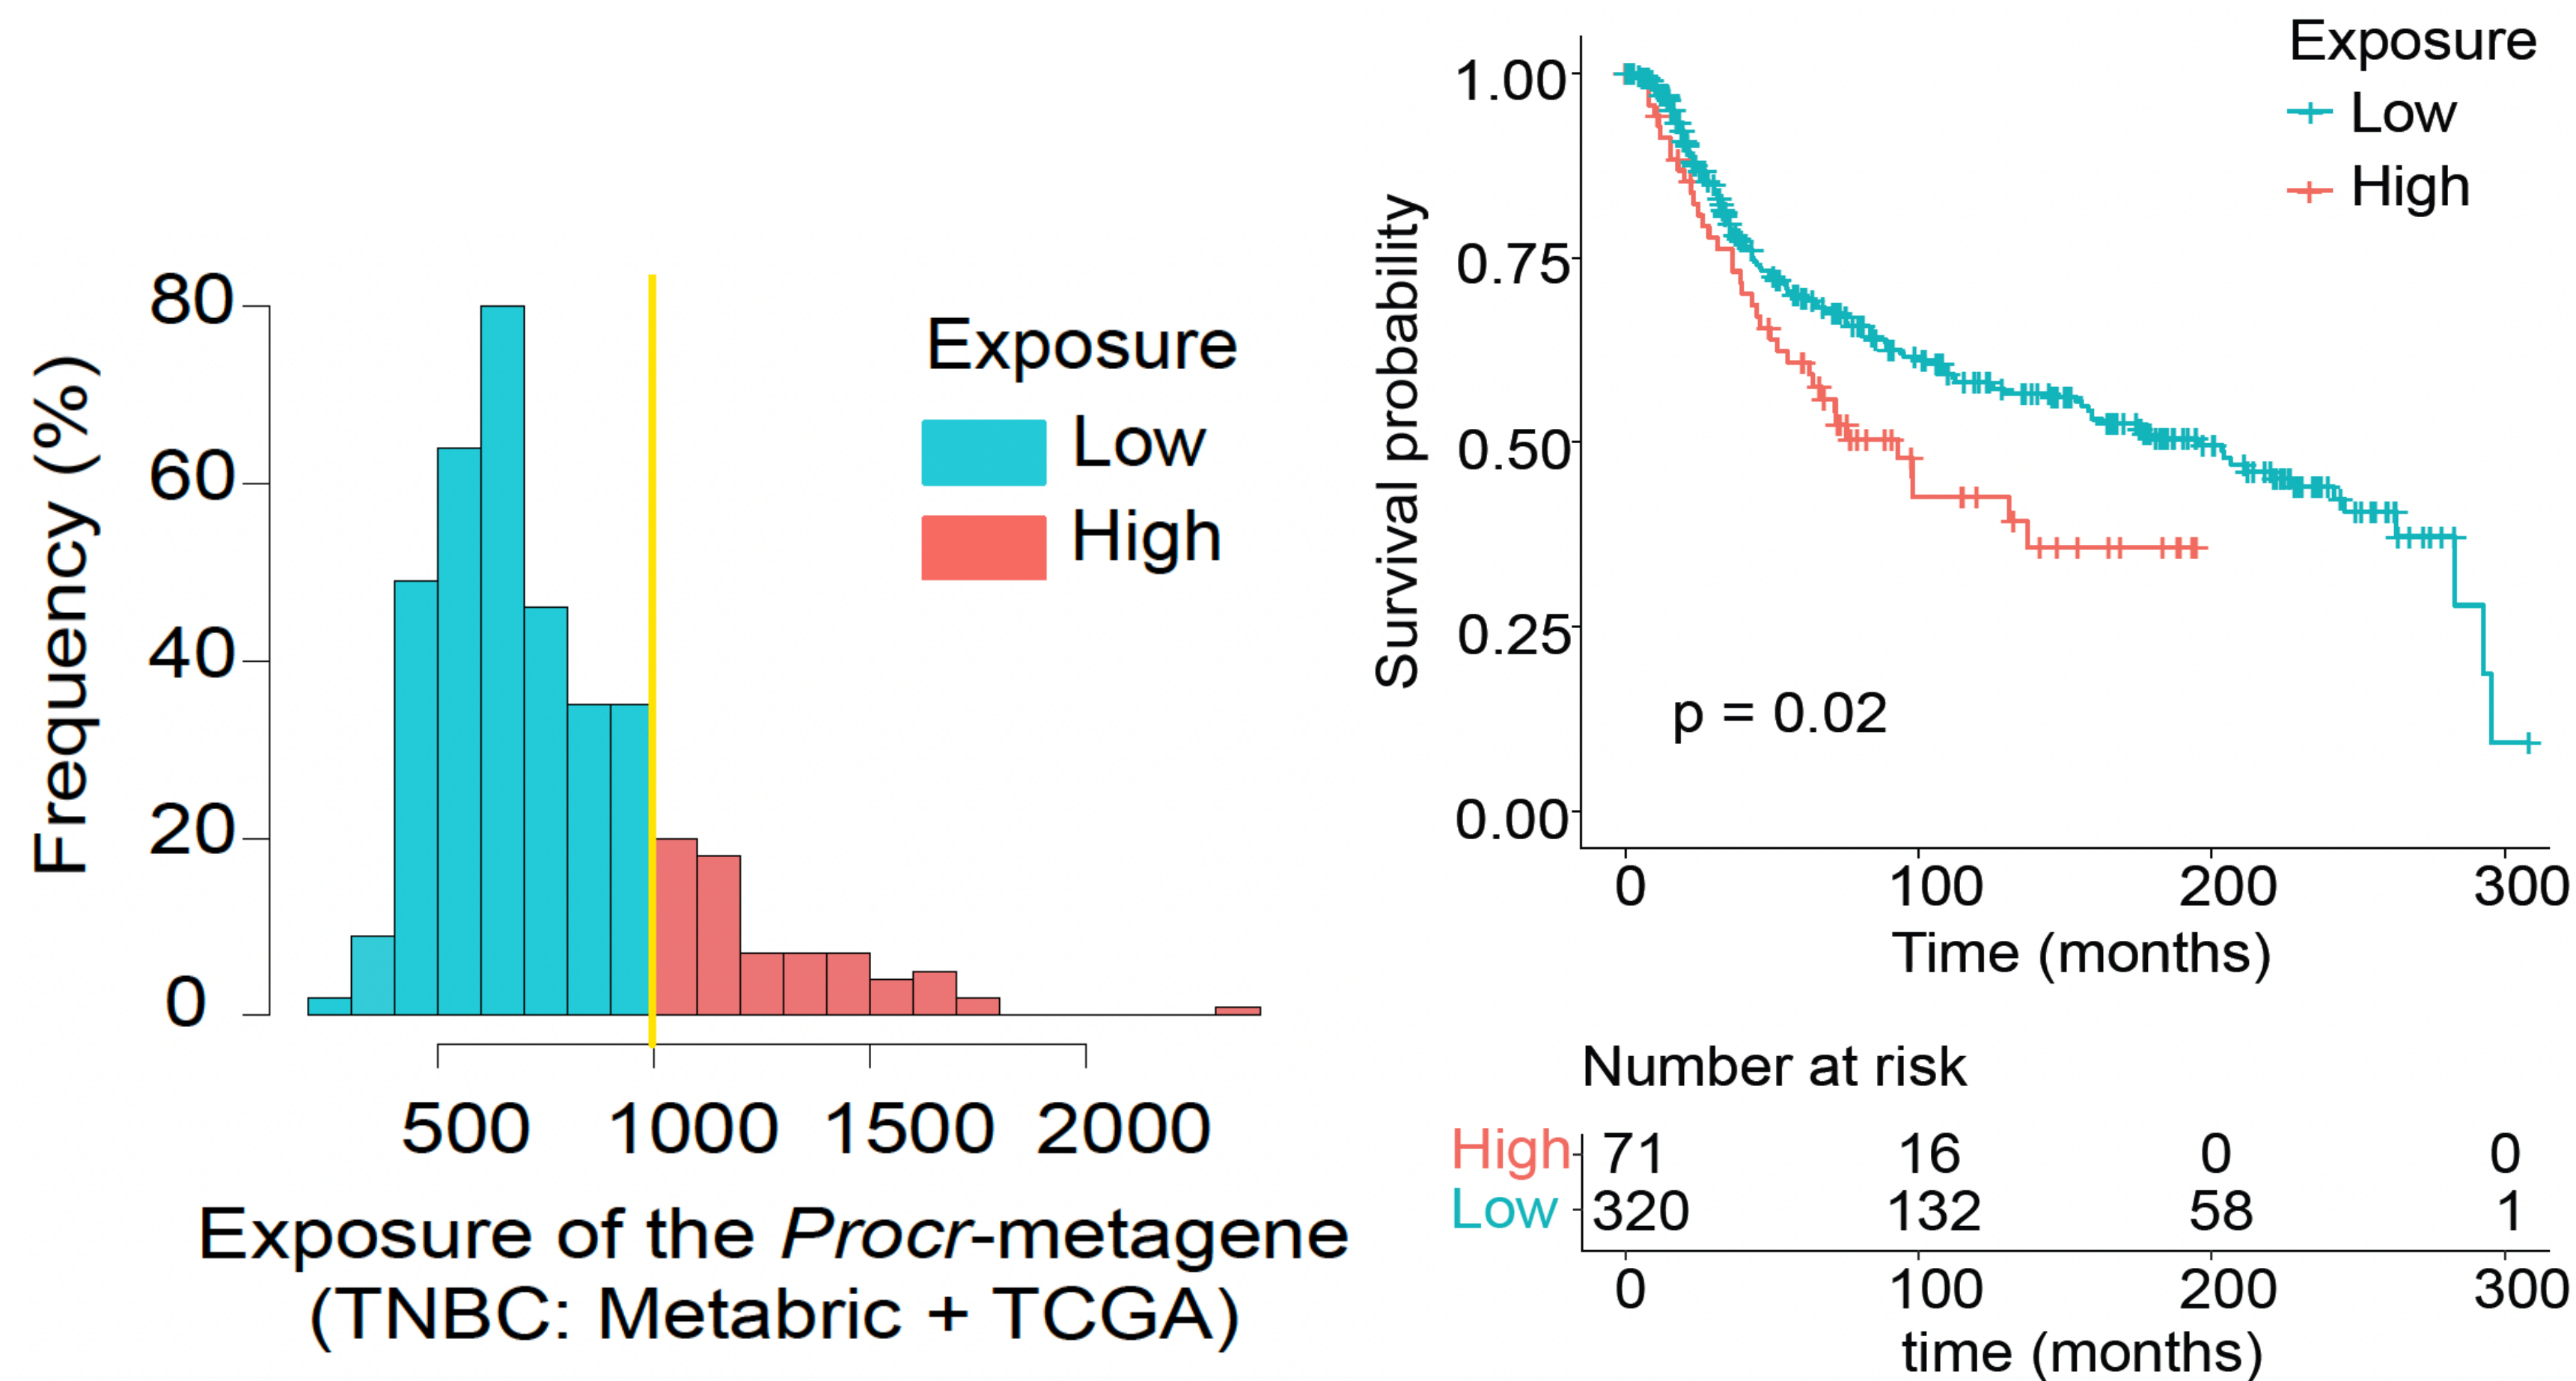 Frequency (%)
80
60
40
20
0
Exposure
Low
High
500 1000 1500 2000
Exposure of the Procr-metagene
(TNBC: Metabric + TCGA)
Survival probability
1.00
0.75
0.50
0.25
0.00
Exposure
Low
High
p = 0.02
0 100 200 300
Time (months)
Number at risk
High 71 16 0 0
Low 320 132 58 1
0 100 200 300
time (months)